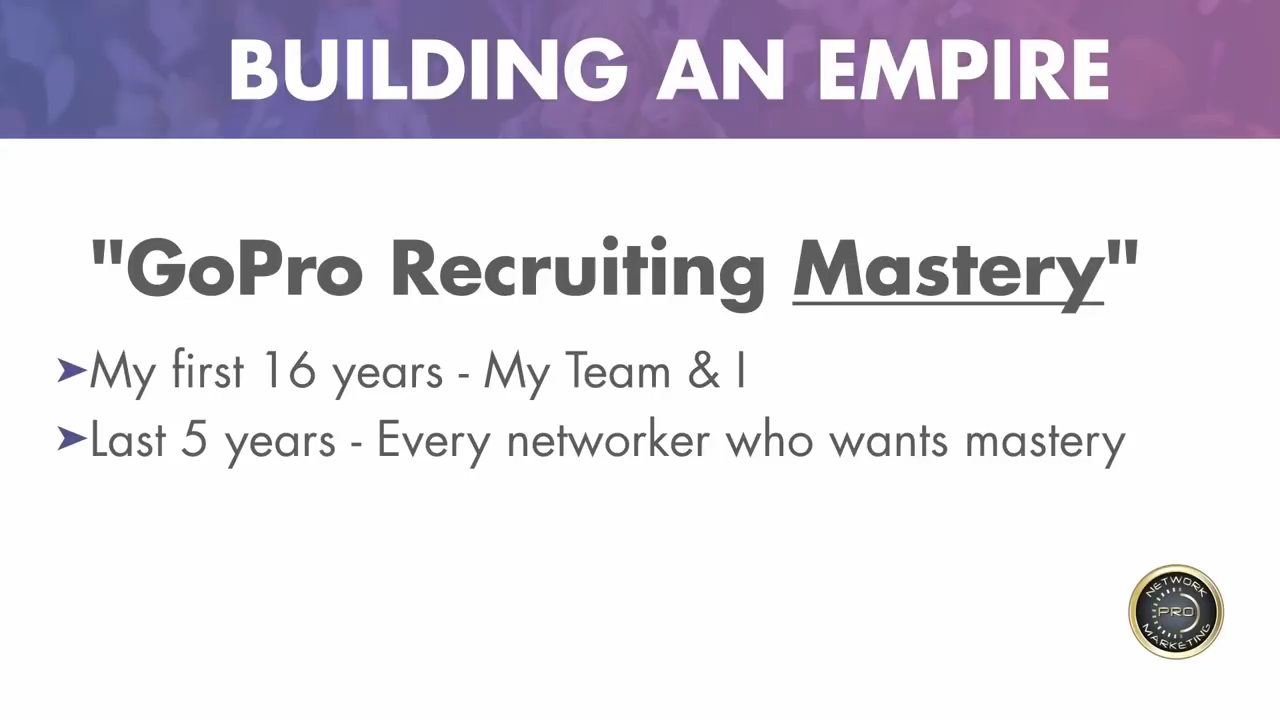 BUILDING AN EMPIRE
"GoPro Recruiting Mastery"
➤My first 16 years - My Team & I
➤Last 5 years - Every networker who wants mastery
NETWORK
PRO
MARKETING